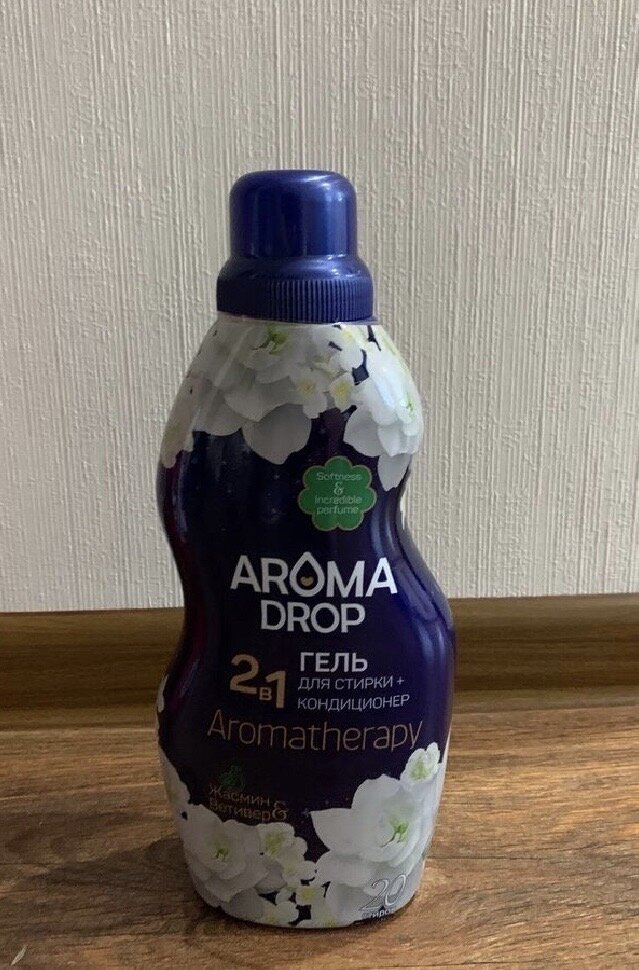 Softness
&
incredible
perfume
AROMA
DROP
2в1 ГЕЛЬ
ДЛЯ СТИРКИ +
КОНДИЦИОНЕР
Aromatherapy
Жасмин &
Ветивер
20